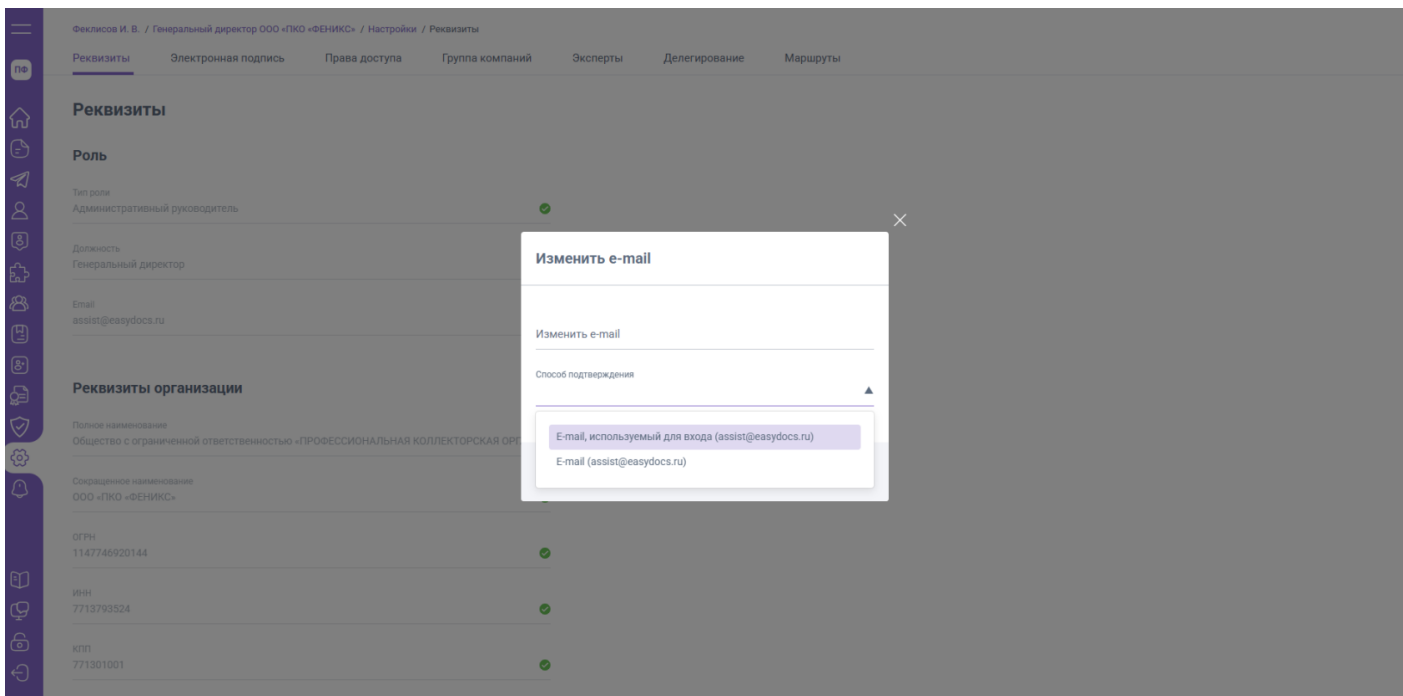 Феклисов И. В. / Генеральный директор ООО «ПКО «ФЕНИКС» / Настройки / Реквизиты
ПФ
Реквизиты Электронная подпись Права доступа Группа компаний Эксперты Делегирование Маршруты
Реквизиты
Роль
Тип роли
Административный руководитель
Должность
Генеральный директор
Email
assist@easydocs.ru
Реквизиты организации
Полное наименование
Общество с ограниченной ответственностью «ПРОФЕССИОНАЛЬНАЯ КОЛЛЕКТОРСКАЯ ОРГ
Сокращенное наименование
ООО «ПКО «ФЕНИКС»
ОГРН
1147746920144
ИНН
7713793524
КПП
771301001
Изменить e-mail
Изменить e-mail
Способ подтверждения
E-mail, используемый для входа (assist@easydocs.ru)
E-mail (assist@easydocs.ru)